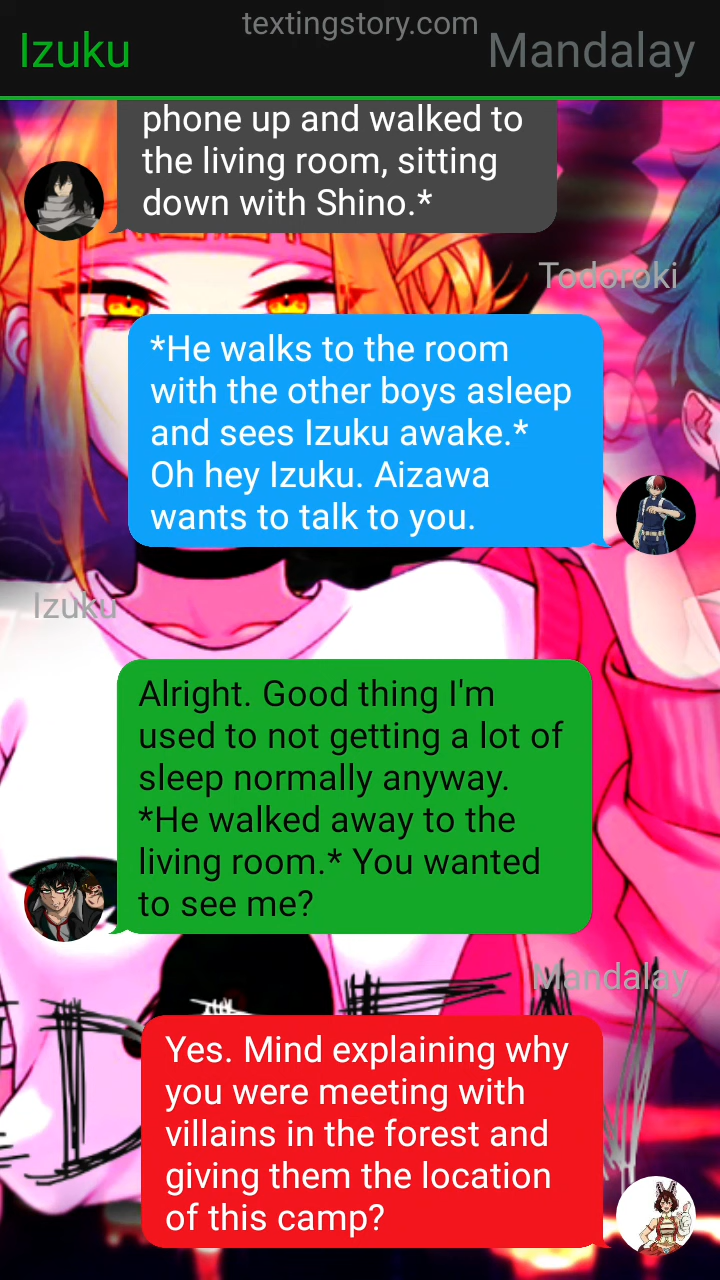 textingstory.com
Izuku
Mandalay
phone up and walked to
the living room, sitting
down with Shino.*
Todoroki
*He walks to the room
with the other boys asleep
and sees Izuku awake.*
Oh hey Izuku. Aizawa
wants to talk to you.
Izuku
Alright. Good thing I'm
used to not getting a lot of
sleep normally anyway.
*He walked away to the
living room.* You wanted
to see me?
Mandalay
Yes. Mind explaining why
you were meeting with
villains in the forest and
giving them the location
of this camp?